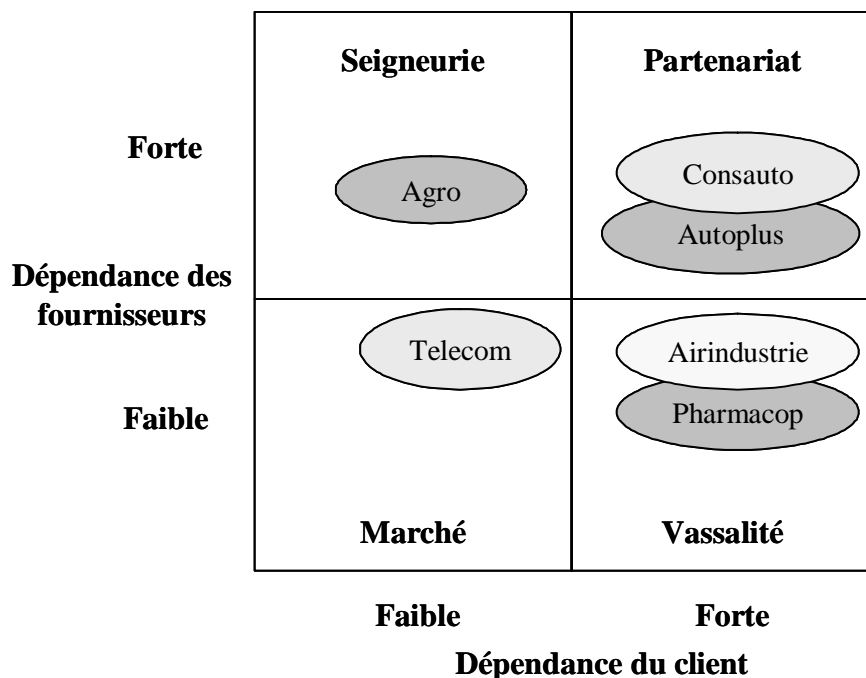 Seigneurie
Partenariat
Forte
Agro
Consauto
Autoplus
Dépendance des
fournisseurs
Telecom
Airindustrie
Faible
Pharmacop
Marché
Vassalité
Faible
Forte
Dépendance du client